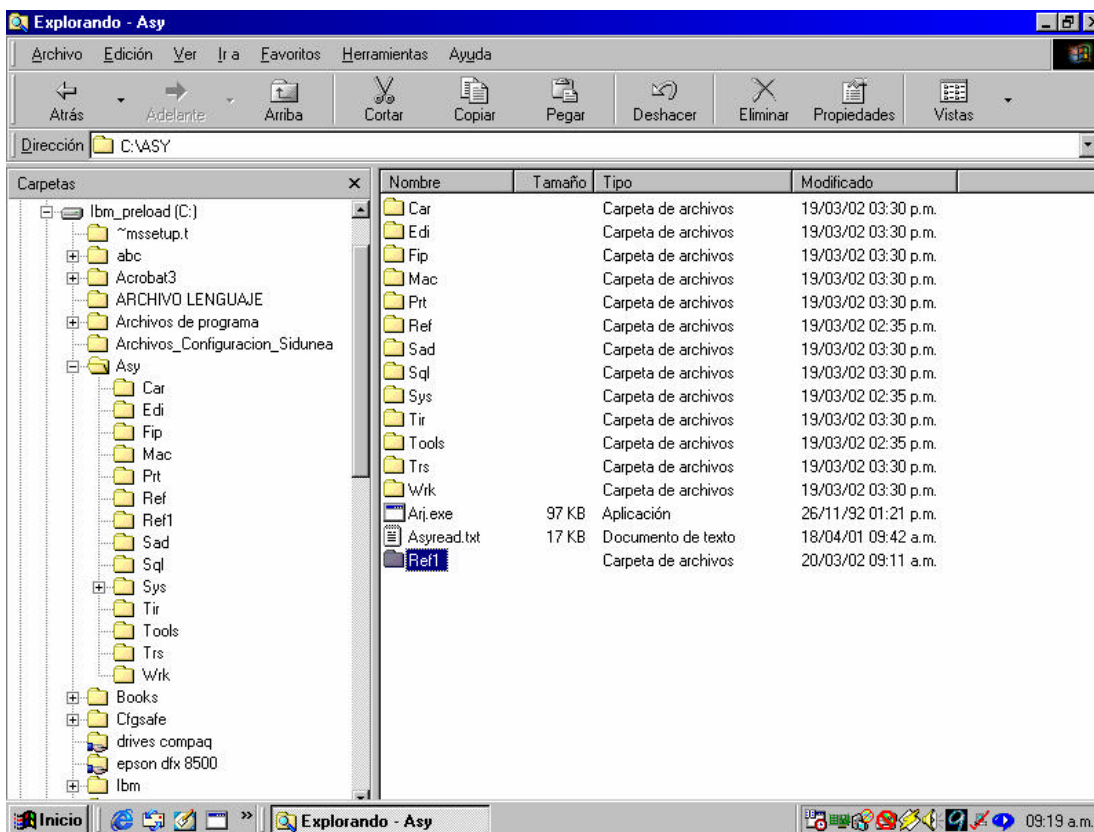 Explorando - Asy
Archivo Edición Ver Ir a Favoritos Herramientas Ayuda
Atrás Adelante Arriba Cortar Copiar Pegar Deshacer Eliminar Propiedades Vistas
Dirección C:\ASY
Carpetas
Ibm_preload (C:)
~mssetup.t
abc
Acrobat3
ARCHIVO LENGUAJE
Archivos de programa
Archivos_Configuracion_Sidunea
Asy
Car
Edi
Fip
Mac
Prt
Ref
Ref1
Sad
Sql
Sys
Tir
Tools
Trs
Wrk
Books
Cfgsafe
drives compaq
epson dfx 8500
Ibm
Nombre Tamaño Tipo Modificado
Car Carpeta de archivos 19/03/02 03:30 p.m.
Edi Carpeta de archivos 19/03/02 03:30 p.m.
Fip Carpeta de archivos 19/03/02 03:30 p.m.
Mac Carpeta de archivos 19/03/02 03:30 p.m.
Prt Carpeta de archivos 19/03/02 03:30 p.m.
Ref Carpeta de archivos 19/03/02 02:35 p.m.
Sad Carpeta de archivos 19/03/02 03:30 p.m.
Sql Carpeta de archivos 19/03/02 03:30 p.m.
Sys Carpeta de archivos 19/03/02 02:35 p.m.
Tir Carpeta de archivos 19/03/02 03:30 p.m.
Tools Carpeta de archivos 19/03/02 02:35 p.m.
Trs Carpeta de archivos 19/03/02 03:30 p.m.
Wrk Carpeta de archivos 19/03/02 03:30 p.m.
Arj.exe 97 KB Aplicación 26/11/92 01:21 p.m.
Asyread.txt 17 KB Documento de texto 18/04/01 09:42 a.m.
Ref1 Carpeta de archivos 20/03/02 09:11 a.m.
Inicio » Explorando - Asy 09:19 a.m.